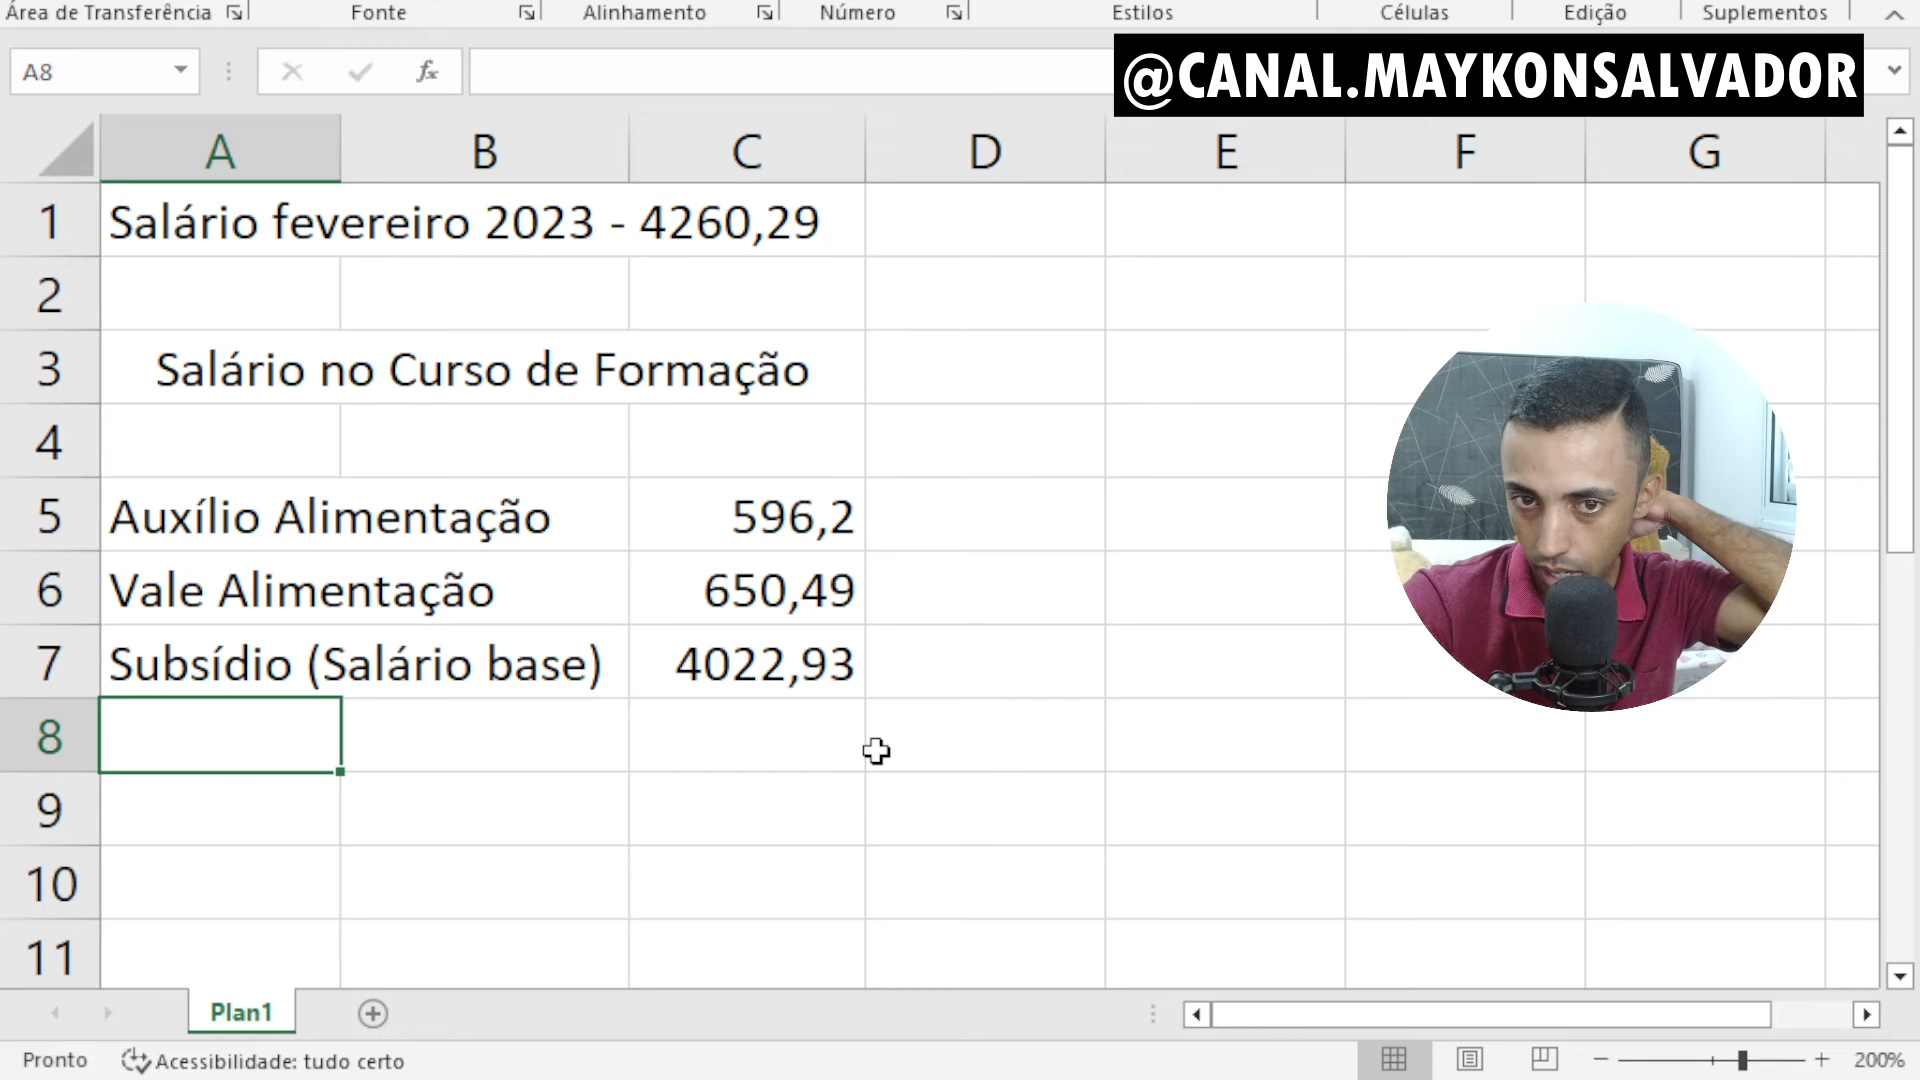 Área de Transferência Fonte Alinhamento Número Estilos Células Edição Suplementos
A8 fx
@CANAL.MAYKONSALVADOR
A B C D E F G
1 Salário fevereiro 2023 - 4260,29
2
3 Salário no Curso de Formação
4
5 Auxílio Alimentação 596,2
6 Vale Alimentação 650,49
7 Subsídio (Salário base) 4022,93
8
9
10
11
Plan1
Pronto Acessibilidade: tudo certo 200%